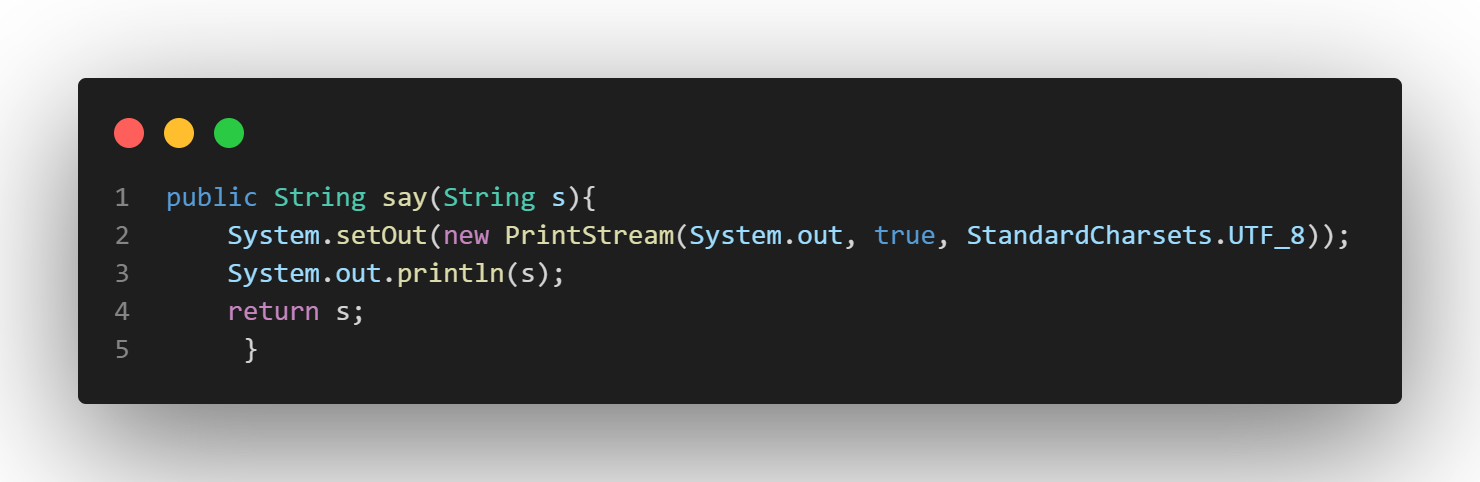 1 public String say(String s){
2     System.setOut(new PrintStream(System.out, true, StandardCharsets.UTF_8));
3     System.out.println(s);
4     return s;
5      }